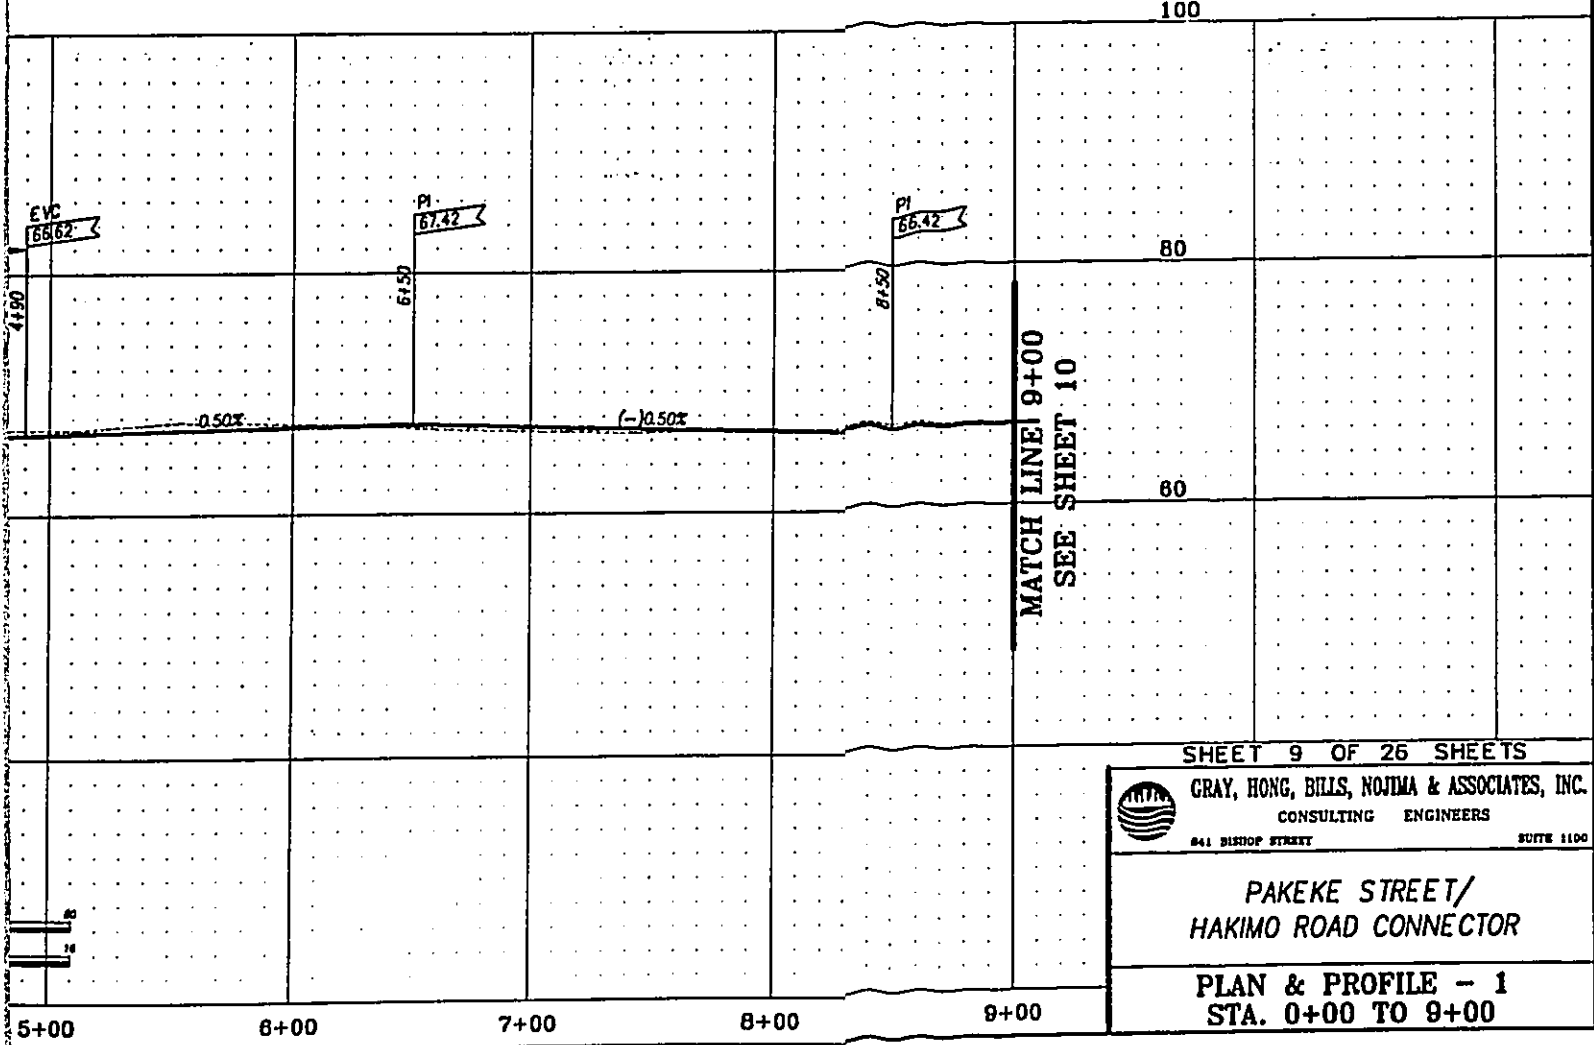 100
EVC
66.62
PI
67.42
PI
66.42
80
4+90
6+50
8+50
0.50%
(-)0.50%
MATCH LINE 9+00
SEE SHEET 10
60
SHEET 9 OF 26 SHEETS
GRAY, HONG, BILLS, NOJIMA & ASSOCIATES, INC.
CONSULTING ENGINEERS
841 BISHOP STREET SUITE 1100
PAKEKE STREET/
HAKIMO ROAD CONNECTOR
PLAN & PROFILE - 1
STA. 0+00 TO 9+00
5+00 6+00 7+00 8+00 9+00